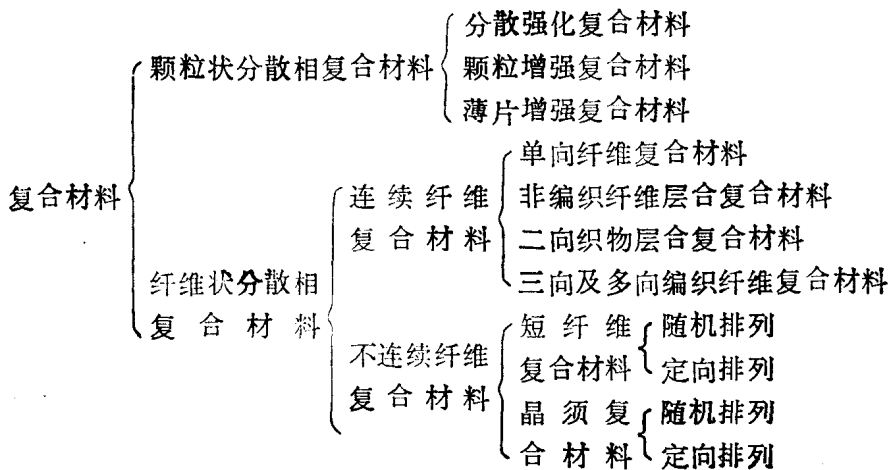 复合材料
颗粒状分散相复合材料
分散强化复合材料
颗粒增强复合材料
薄片增强复合材料
纤维状分散相
复合材料
连续纤维
复合材料
单向纤维复合材料
非编织纤维层合复合材料
二向织物层合复合材料
三向及多向编织纤维复合材料
不连续纤维
复合材料
短纤维
复合材料
随机排列
定向排列
晶须复
合材料
随机排列
定向排列